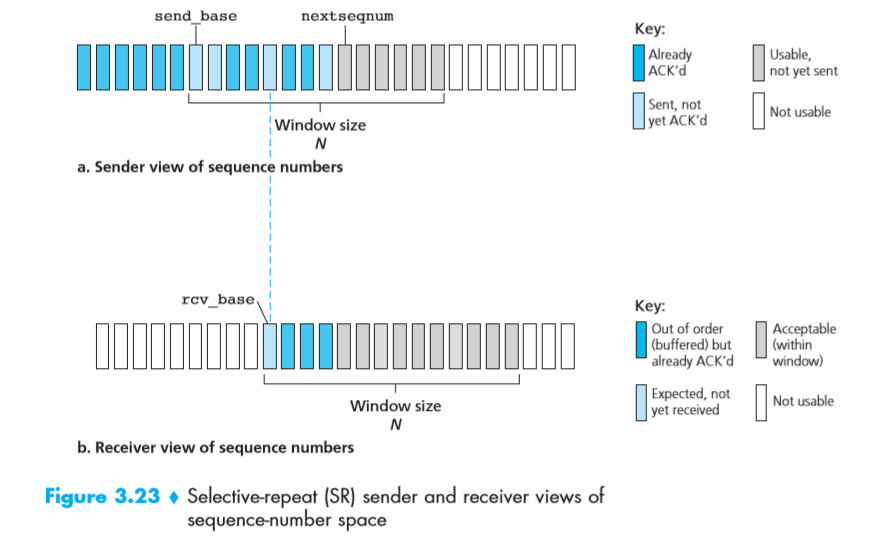 send_base
nextseqnum
Window size
N
a. Sender view of sequence numbers
Key:
Already
ACK'd
Usable,
not yet sent
Sent, not
yet ACK'd
Not usable
rcv_base
Window size
N
b. Receiver view of sequence numbers
Key:
Out of order
(buffered) but
already ACK'd
Acceptable
(within
window)
Expected, not
yet received
Not usable
Figure 3.23 ♦ Selective-repeat (SR) sender and receiver views of
sequence-number space